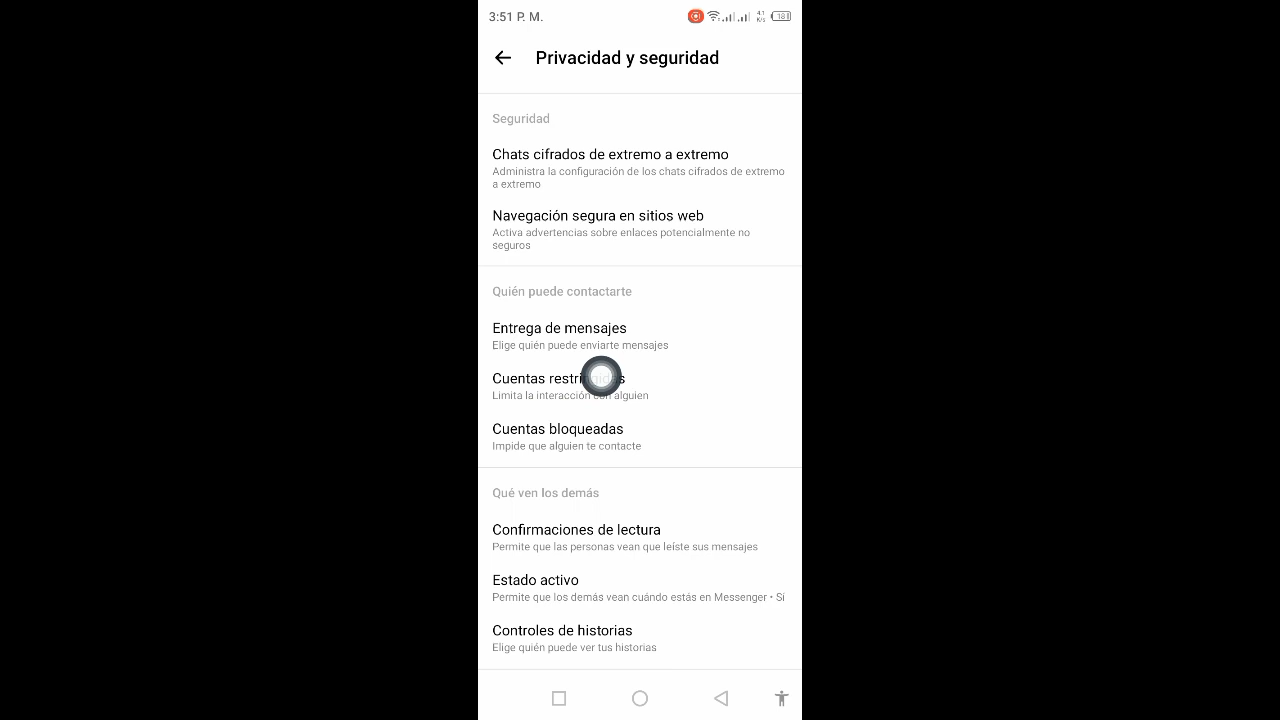 3:51 P. M.
4.1
K/s
18
Privacidad y seguridad
Seguridad
Chats cifrados de extremo a extremo
Administra la configuración de los chats cifrados de extremo
a extremo
Navegación segura en sitios web
Activa advertencias sobre enlaces potencialmente no
seguros
Quién puede contactarte
Entrega de mensajes
Elige quién puede enviarte mensajes
Cuentas restringidas
Limita la interacción con alguien
Cuentas bloqueadas
Impide que alguien te contacte
Qué ven los demás
Confirmaciones de lectura
Permite que las personas vean que leíste sus mensajes
Estado activo
Permite que los demás vean cuándo estás en Messenger • Sí
Controles de historias
Elige quién puede ver tus historias